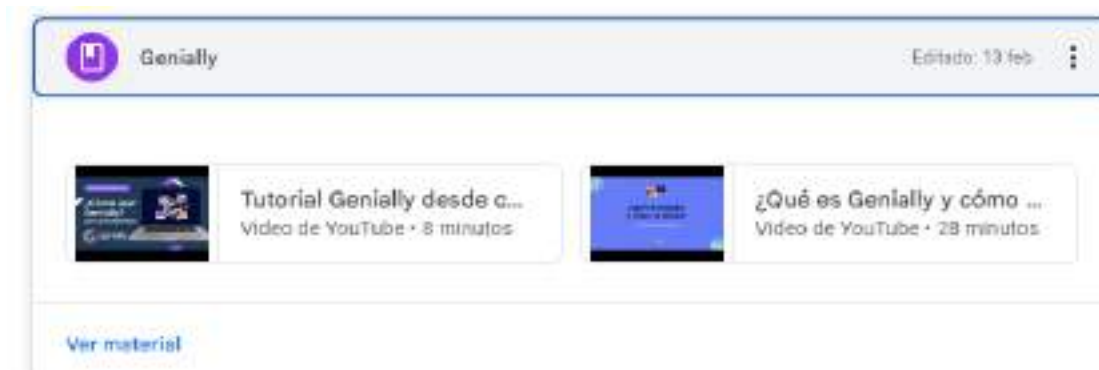 Genially
Editado: 13 feb
Tutorial Genially desde c...
Video de YouTube • 8 minutos
¿Qué es Genially y cómo ...
Video de YouTube • 28 minutos
Ver material